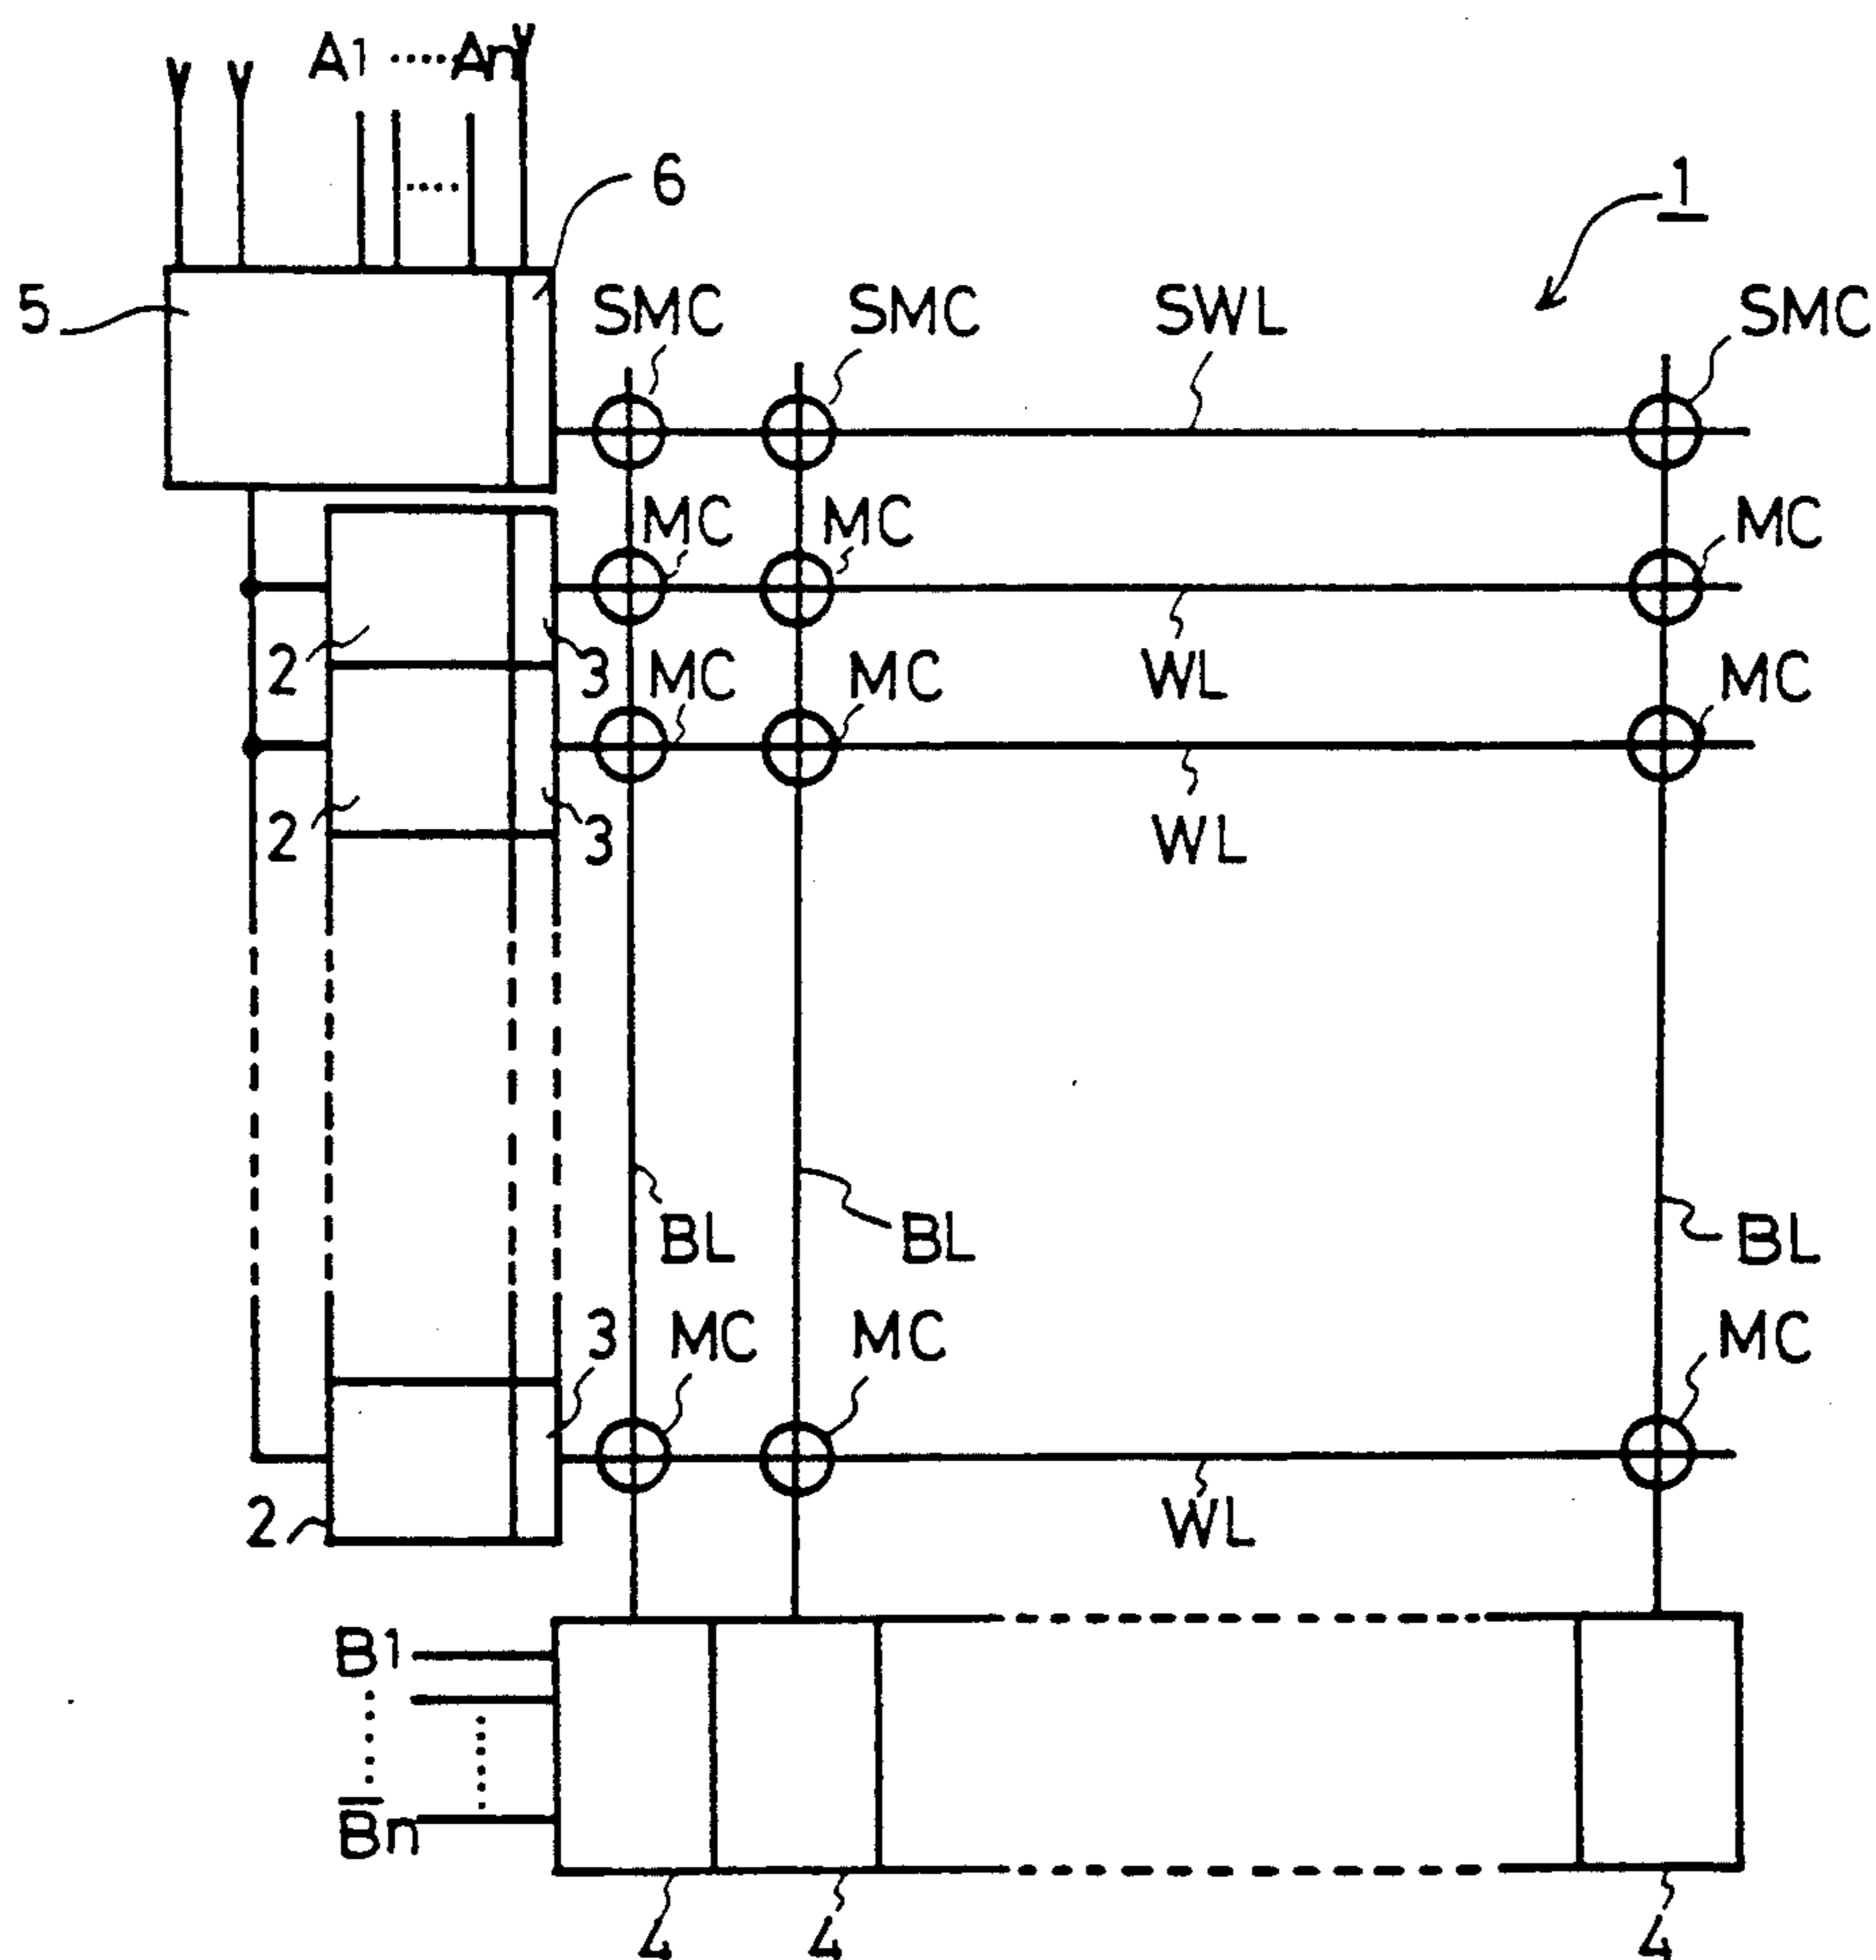 A1 ····· An
6
1
5
SMC SMC SWL SMC
MC MC MC
2 3 WL
MC MC MC
2 3 WL
BL BL BL
3 MC MC MC
2 WL
B1
B̅n
4 4 4